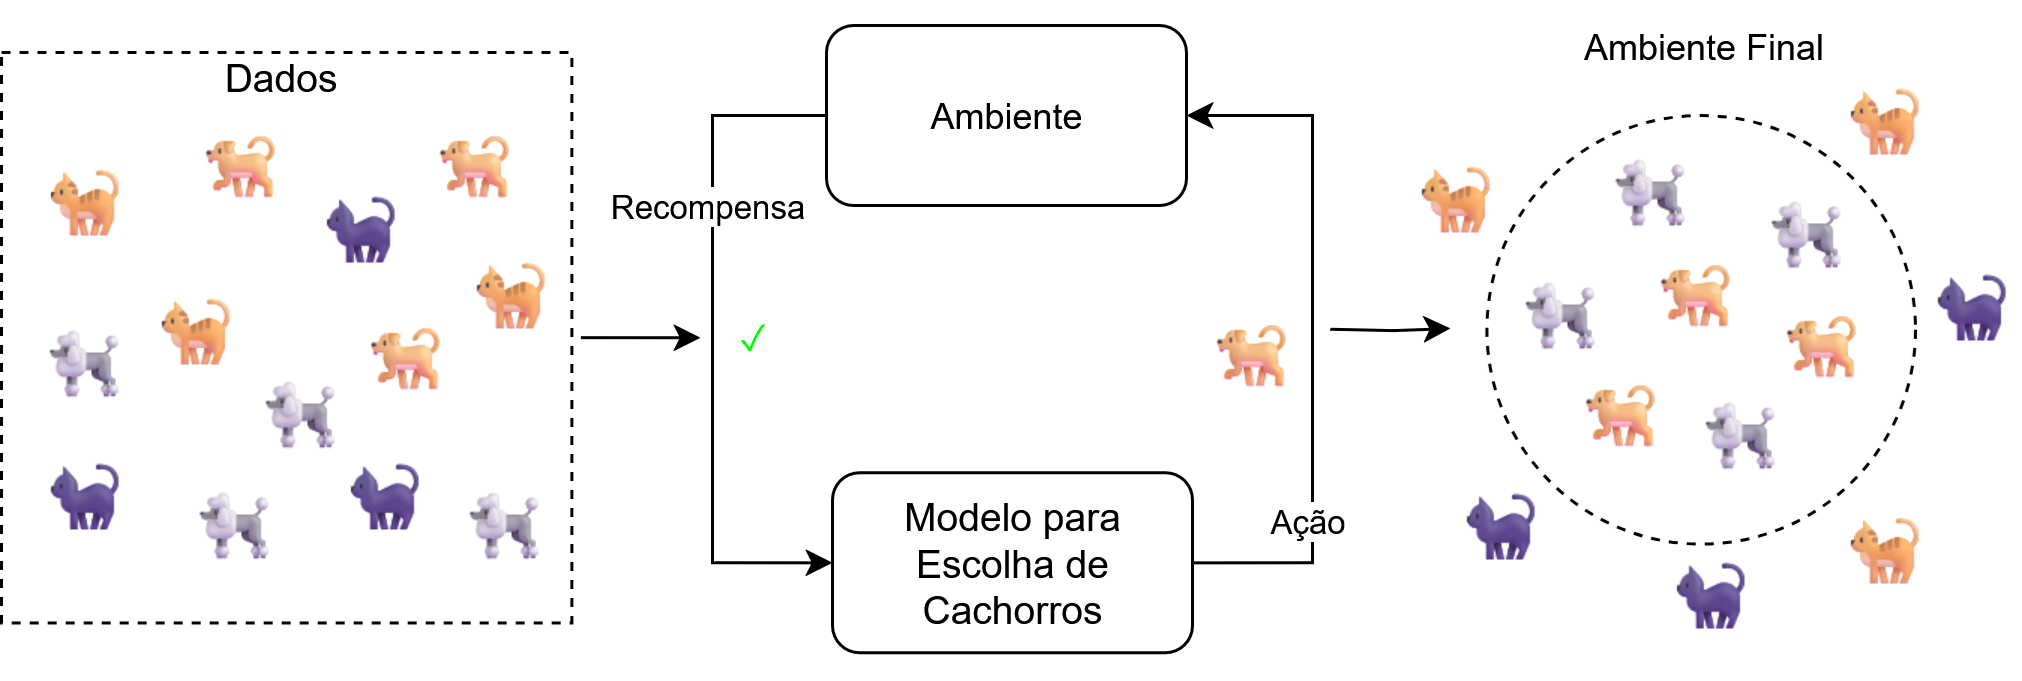 Dados
Ambiente
Recompensa
Modelo para
Escolha de
Cachorros
Ação
Ambiente Final